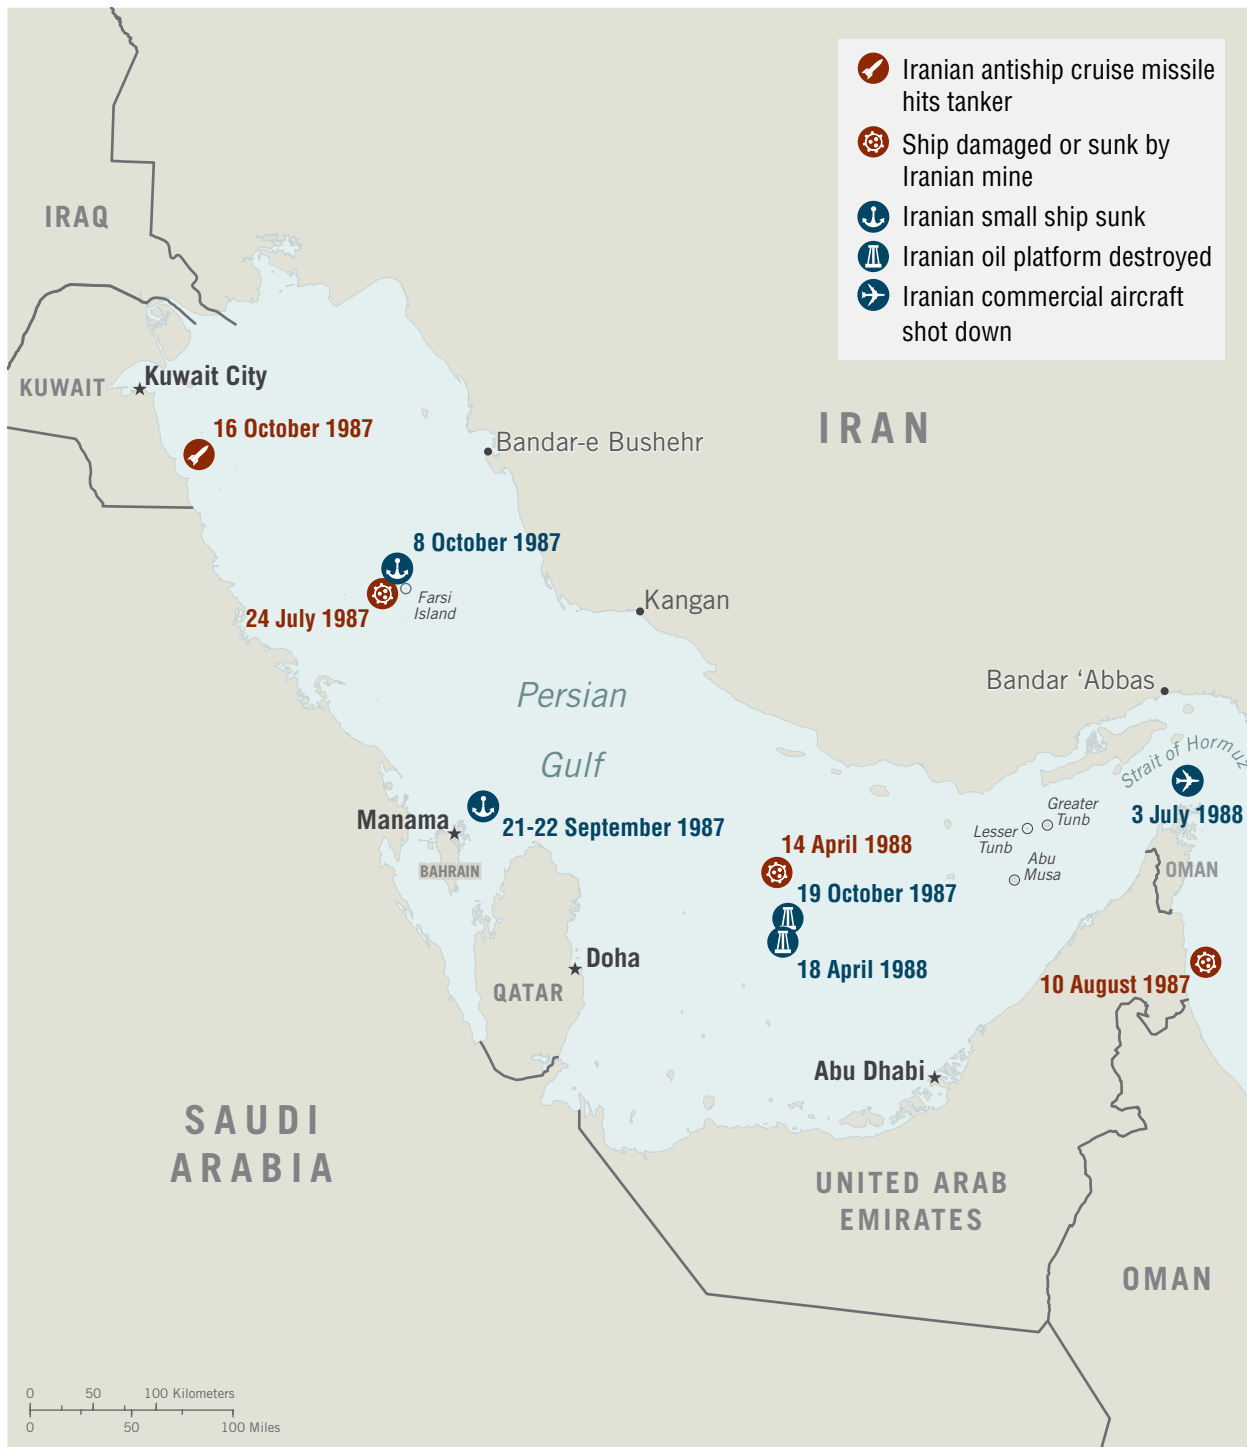 Iranian antiship cruise missile
hits tanker
Ship damaged or sunk by
Iranian mine
Iranian small ship sunk
Iranian oil platform destroyed
Iranian commercial aircraft
shot down
IRAQ
KUWAIT
Kuwait City
16 October 1987
IRAN
Bandar-e Bushehr
8 October 1987
Farsi
Island
24 July 1987
Kangan
Persian
Gulf
Bandar ‘Abbas
Strait of Hormuz
3 July 1988
Greater
Tunb
Lesser
Tunb
Abu
Musa
Manama
21-22 September 1987
BAHRAIN
14 April 1988
19 October 1987
18 April 1988
OMAN
Doha
QATAR
10 August 1987
Abu Dhabi
SAUDI
ARABIA
UNITED ARAB
EMIRATES
OMAN
0 50 100 Kilometers
0 50 100 Miles